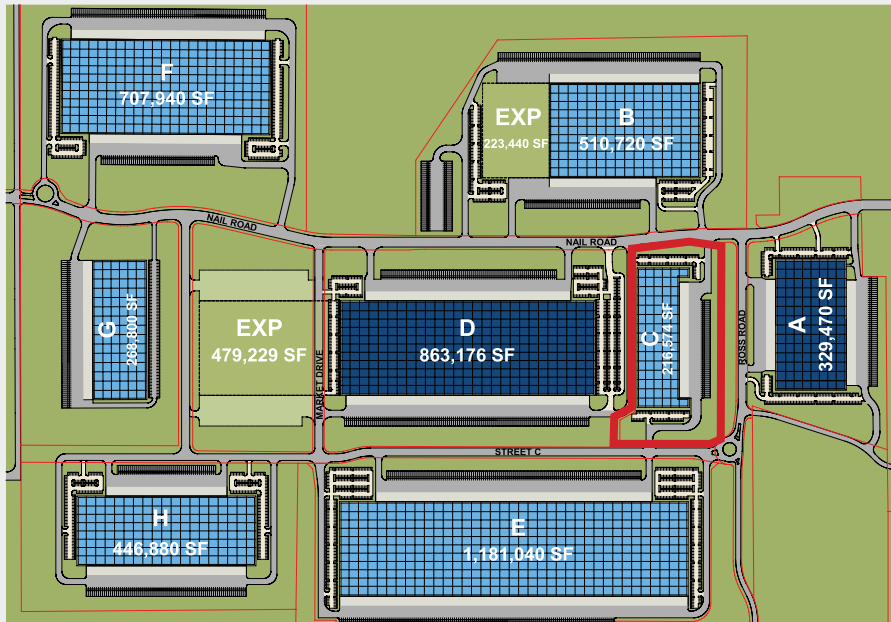 F
707,940 SF
EXP
223,440 SF
B
510,720 SF
NAIL ROAD
NAIL ROAD
G
268,800 SF
EXP
479,229 SF
MARKET DRIVE
D
863,176 SF
C
216,574 SF
ROSS ROAD
A
329,470 SF
STREET C
H
446,880 SF
E
1,181,040 SF